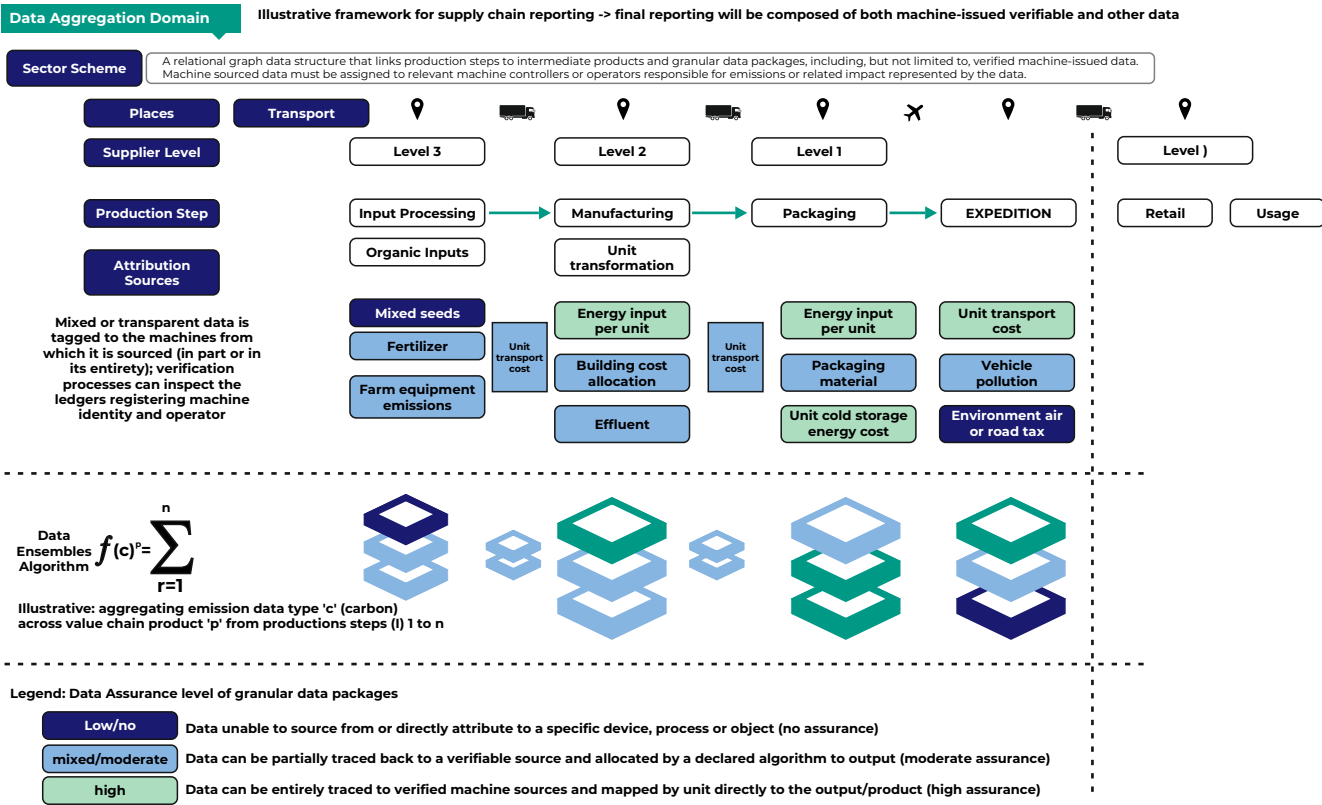 Data Aggregation Domain
Illustrative framework for supply chain reporting -> final reporting will be composed of both machine-issued verifiable and other data
Sector Scheme
A relational graph data structure that links production steps to intermediate products and granular data packages, including, but not limited to, verified machine-issued data.
Machine sourced data must be assigned to relevant machine controllers or operators responsible for emissions or related impact represented by the data.
Places
Transport
Supplier Level
Level 3
Level 2
Level 1
Level )
Production Step
Input Processing
Manufacturing
Packaging
EXPEDITION
Retail
Usage
Attribution
Sources
Organic Inputs
Unit
transformation
Mixed or transparent data is
tagged to the machines from
which it is sourced (in part or in
its entirety); verification
processes can inspect the
ledgers registering machine
identity and operator
Mixed seeds
Fertilizer
Farm equipment
emissions
Unit
transport
cost
Energy input
per unit
Building cost
allocation
Effluent
Unit
transport
cost
Energy input
per unit
Packaging
material
Unit cold storage
energy cost
Unit transport
cost
Vehicle
pollution
Environment air
or road tax
Data
Ensembles
Algorithm
n
f(c)ᵖ=∑
r=1
Illustrative: aggregating emission data type 'c' (carbon)
across value chain product 'p' from productions steps (I) 1 to n
Legend: Data Assurance level of granular data packages
Low/no
Data unable to source from or directly attribute to a specific device, process or object (no assurance)
mixed/moderate
Data can be partially traced back to a verifiable source and allocated by a declared algorithm to output (moderate assurance)
high
Data can be entirely traced to verified machine sources and mapped by unit directly to the output/product (high assurance)